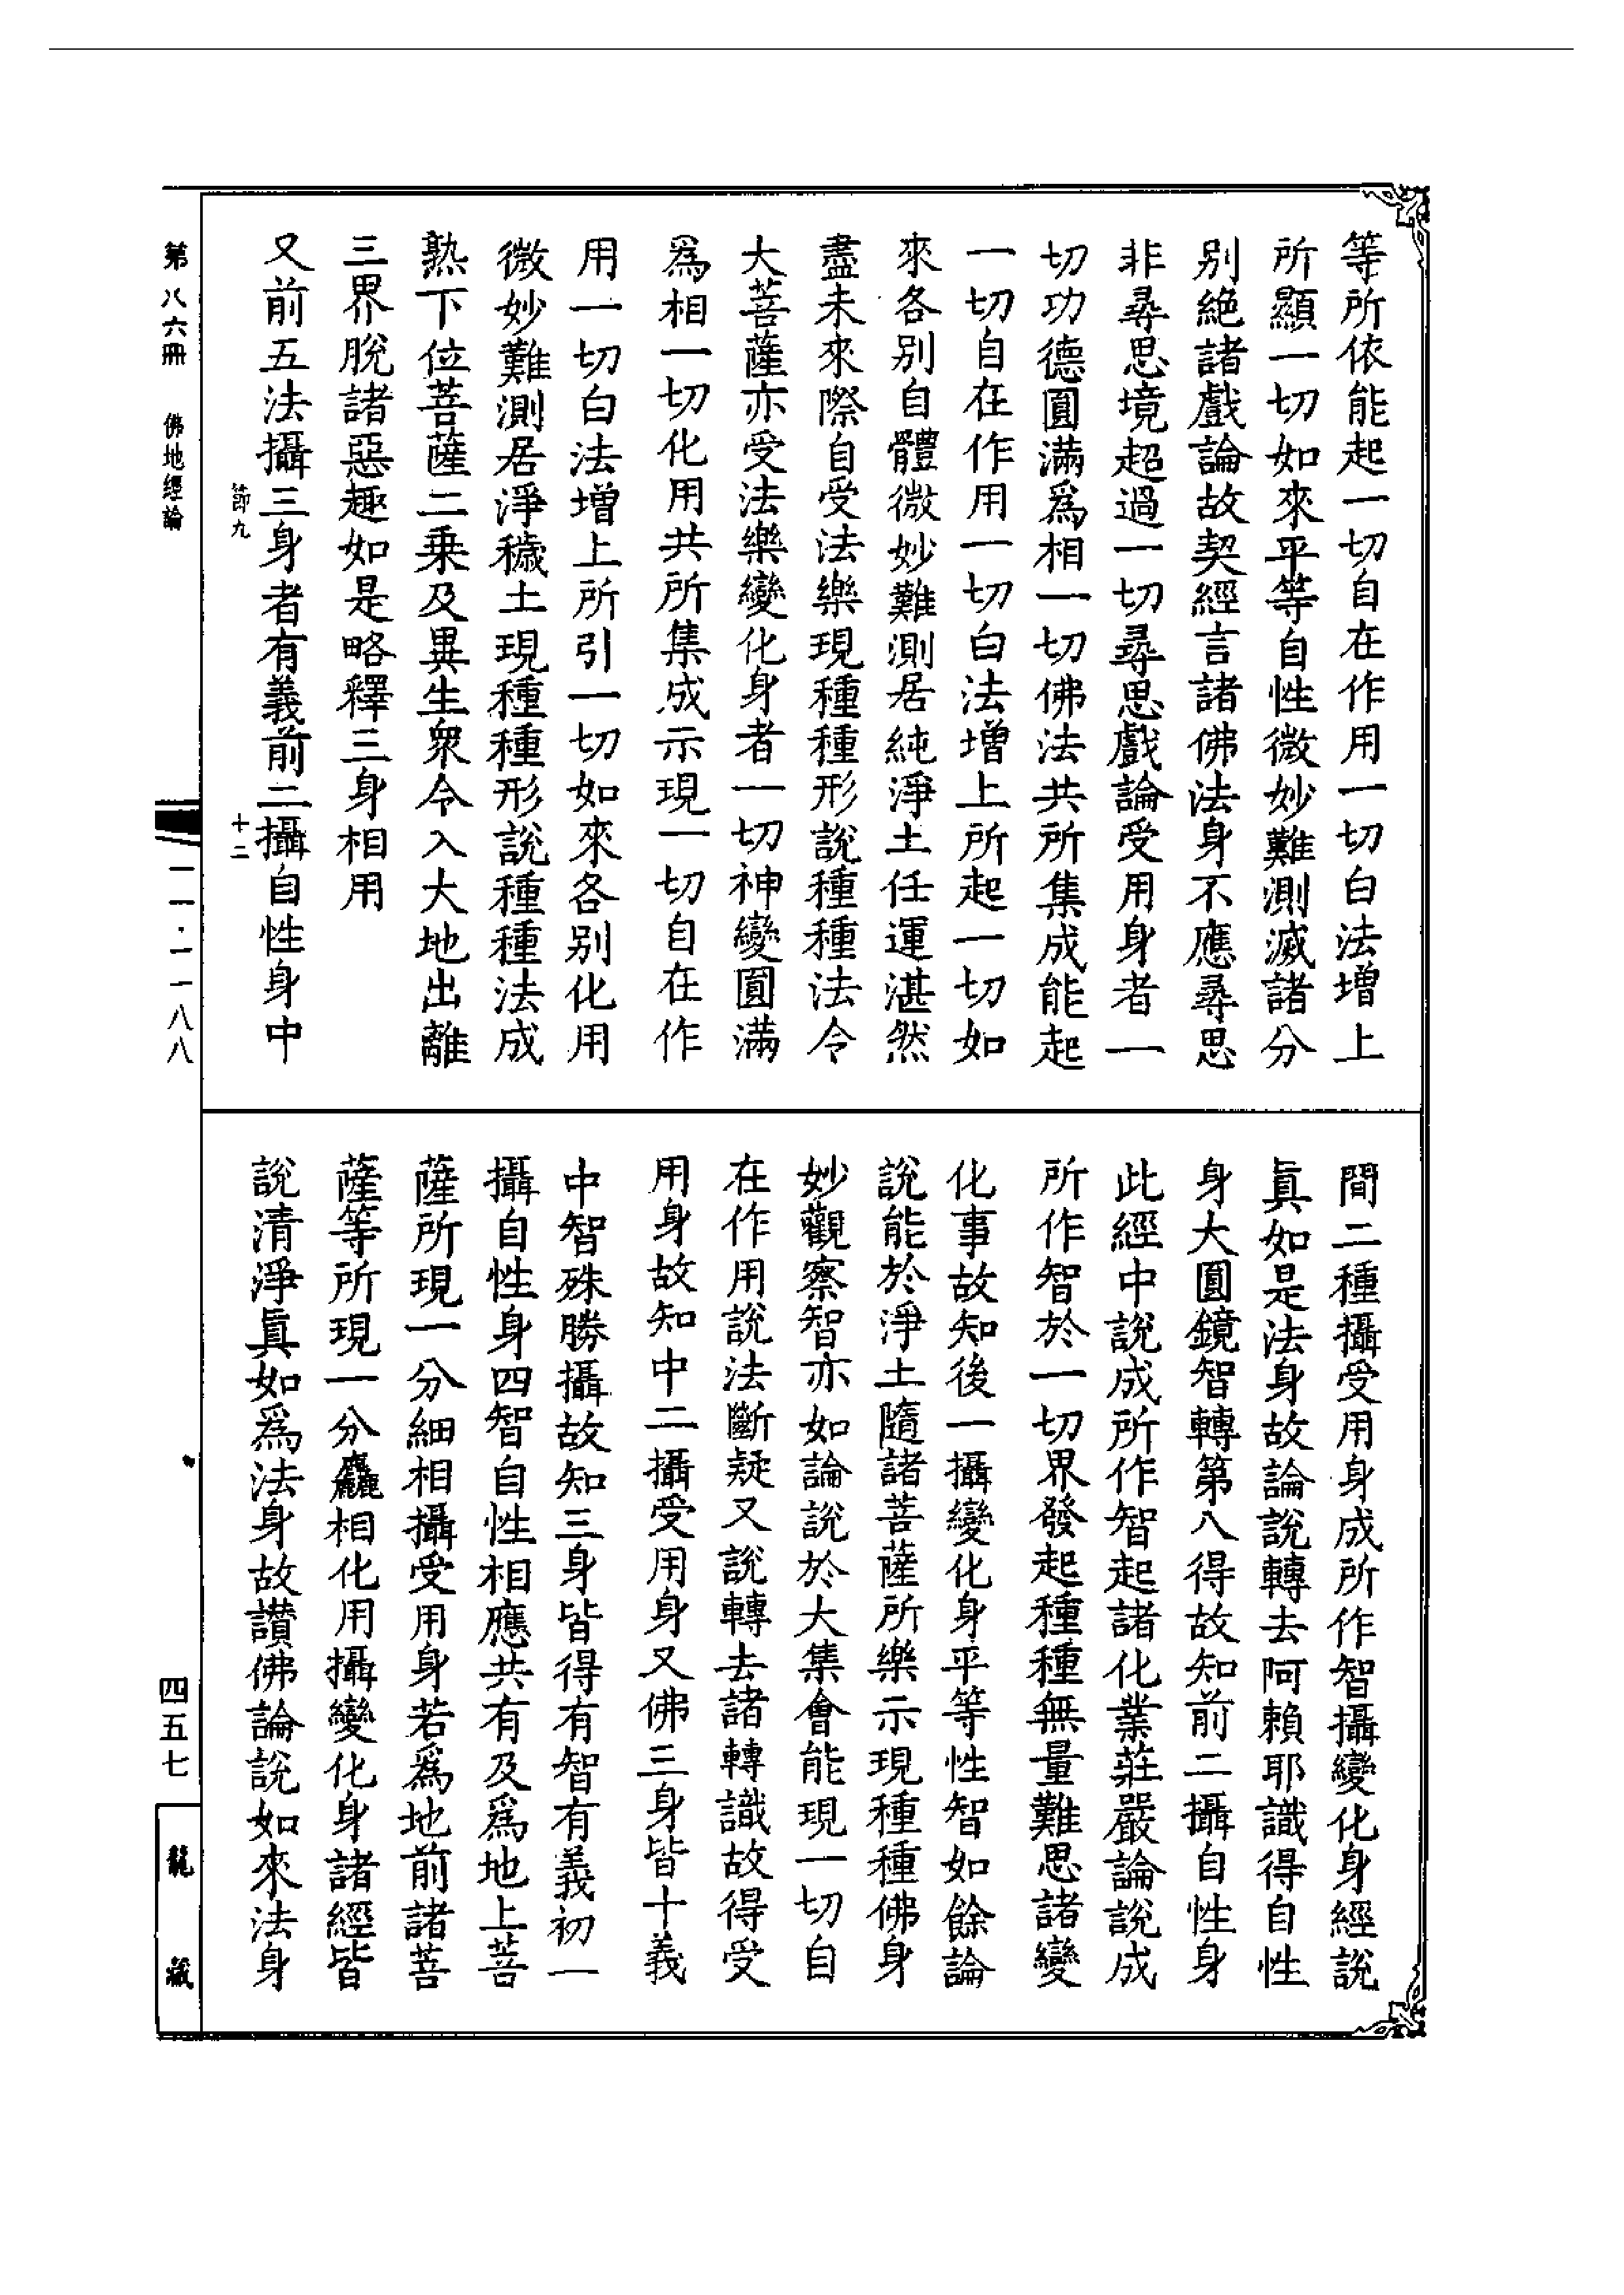 等所依能起一切自在作用一切白法增上
所顯一切如來平等自性微妙難測滅諸分
別絶諸戲論故契經言諸佛法身不應尋思
非尋思境超過一切尋思戲論受用身者一
切功德圓滿爲相一切佛法共所集成能起
一切自在作用一切白法增上所起一切如
來各別自體微妙難測居純淨土任運湛然
盡未來際自受法樂現種種形說種種法令
大菩薩亦受法樂變化身者一切神變圓滿
爲相一切化用共所集成示現一切自在作
用一切白法增上所引一切如來各別化用
微妙難測居淨穢土現種種形說種種法成
熟下位菩薩二乗及異生衆令入大地出離
三界脫諸惡趣如是略釋三身相用
又前五法攝三身者有義前二攝自性身中
節九
十二
間二種攝受用身成所作智攝變化身經說
眞如是法身故論說轉去阿賴耶識得自性
身大圓鏡智轉第八得故知前二攝自性身
此經中說成所作智起諸化業莊嚴論說成
所作智於一切界發起種種無量難思諸變
化事故知後一攝變化身平等性智如餘論
說能於淨土隨諸菩薩所樂示現種種佛身
妙觀察智亦如論說於大集會能現一切自
在作用說法斷疑又說轉去諸轉識故得受
用身故知中二攝受用身又佛三身皆十義
中智殊勝攝故知三身皆得有智有義初一
攝自性身四智自性相應共有及爲地上菩
薩所現一分細相攝受用身若爲地前諸菩
薩等所現一分麤相化用攝變化身諸經皆
說清淨眞如爲法身故讃佛論說如來法身
第八六冊 佛地經論
一一·一一八八
四五七
龍藏